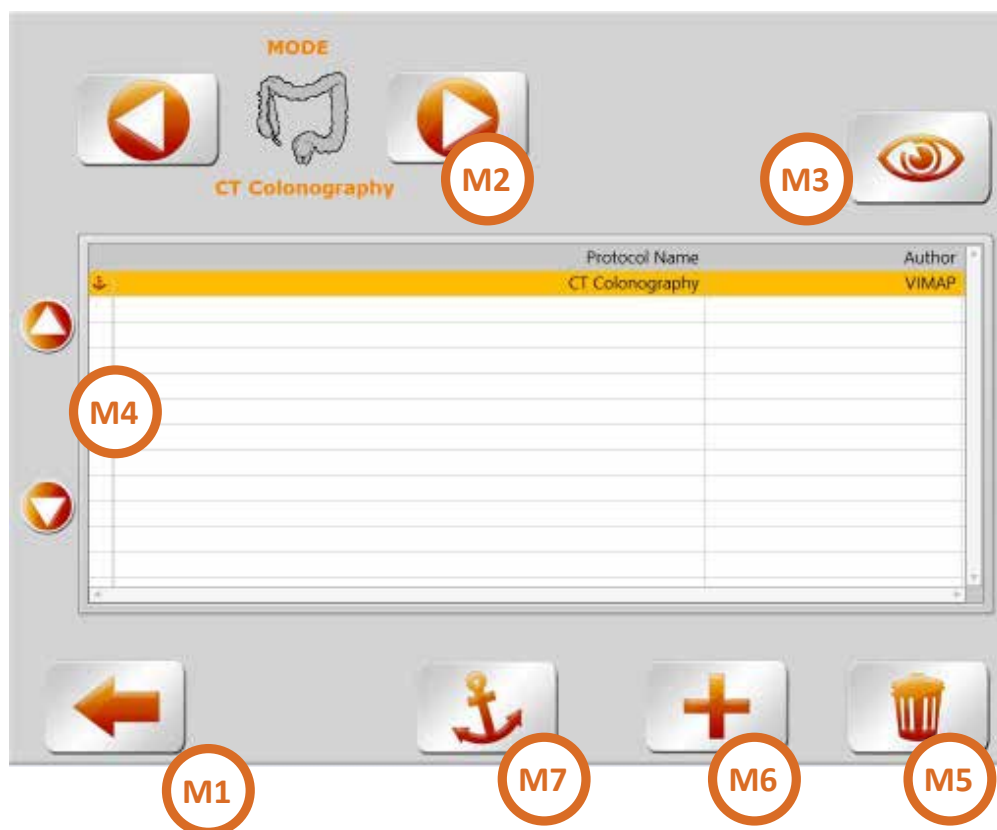 MODE
CT Colonography
M2
M3
Protocol Name Author
CT Colonography VIMAP
M4
M7
M6
M5
M1